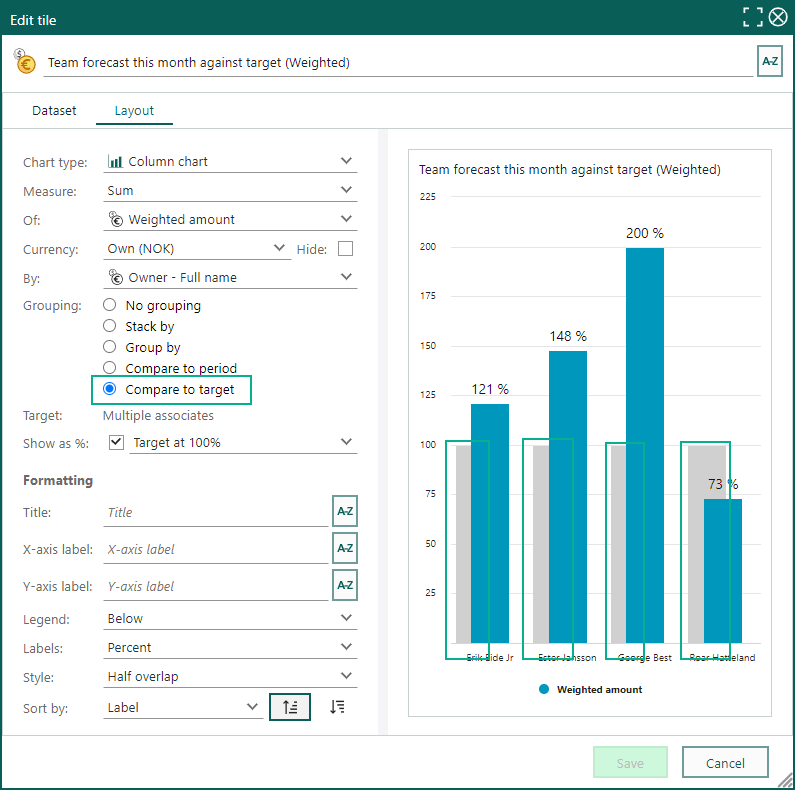 Edit tile
Team forecast this month against target (Weighted)
A-Z
Dataset
Layout
Chart type: Column chart
Measure: Sum
Of: Weighted amount
Currency: Own (NOK) Hide:
By: Owner - Full name
Grouping: No grouping
Stack by
Group by
Compare to period
Compare to target
Target: Multiple associates
Show as %: Target at 100%
Formatting
Title: Title A-Z
X-axis label: X-axis label A-Z
Y-axis label: Y-axis label A-Z
Legend: Below
Labels: Percent
Style: Half overlap
Sort by: Label
Team forecast this month against target (Weighted)
225
200
175
150
125
100
75
50
25
121 %
148 %
200 %
73 %
Erik Eide Jr
Ester Jansson
George Best
Roar Hatteland
Weighted amount
Save
Cancel